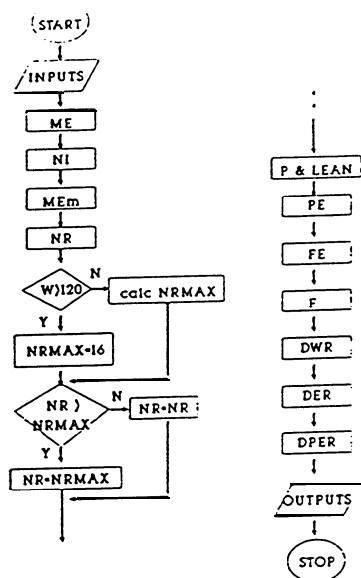 START
INPUTS
ME
NI
MEm
NR
W>120
N
calc NRMAX
Y
NRMAX=16
NR >
NRMAX
N
NR=NR
Y
NR=NRMAX
P & LEAN
PE
FE
F
DWR
DER
DPER
OUTPUTS
STOP